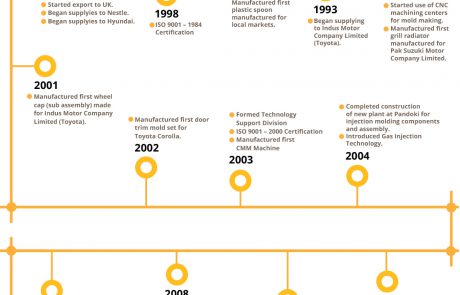 Started export to UK.
Began supplyies to Nestle.
Began supplyies to Hyundai.
1998
ISO 9001 – 1984
Certification
Manufactured first
plastic spoon
manufactured for
local markets.
1993
Began supplying
to Indus Motor
Company Limited
(Toyota).
Started use of CNC
machining centers
for mold making.
Manufactured first
grill radiator
manufactured for
Pak Suzuki Motor
Company Limited.
2001
Manufactured first wheel
cap (sub assembly) made
for Indus Motor Company
Limited (Toyota).
Manufactured first door
trim mold set for
Toyota Corolla.
2002
Formed Technology
Support Division
ISO 9001 – 2000 Certification
Manufactured first
CMM Machine
2003
Completed construction
of new plant at Pandoki for
injection molding components
and assembly.
Introduced Gas Injection
Technology.
2004
2008